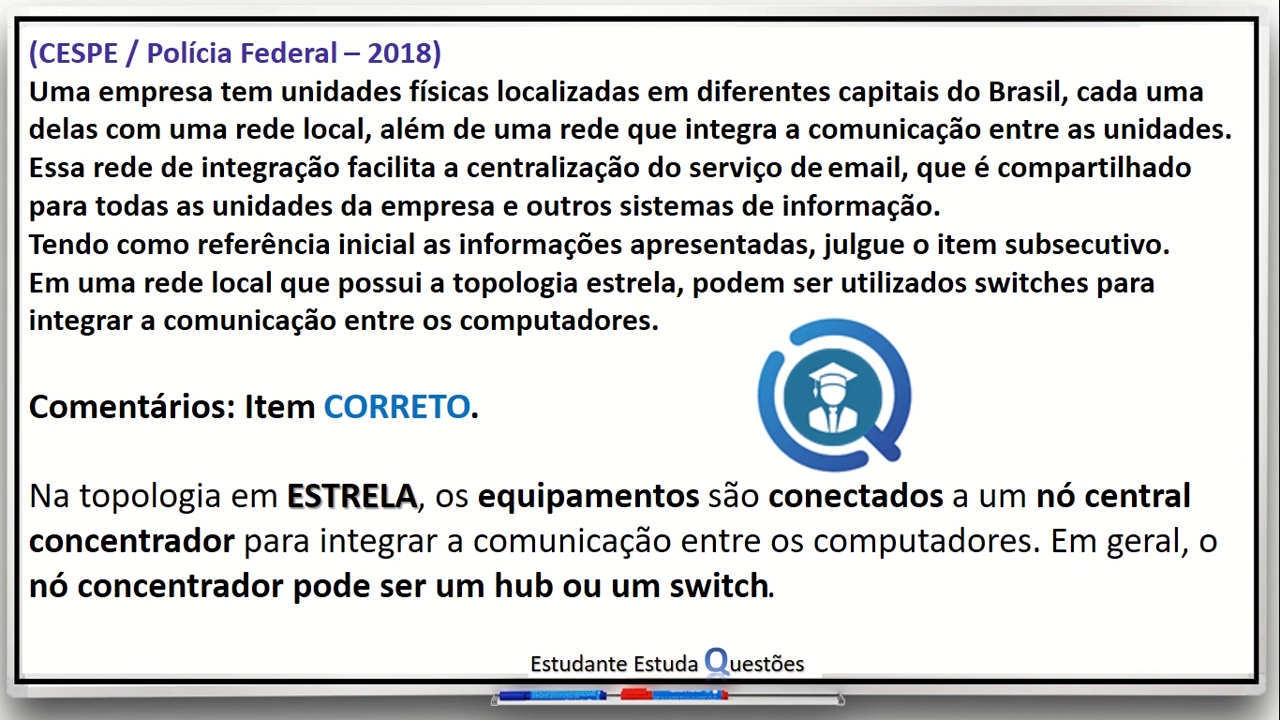 (CESPE / Polícia Federal – 2018)
Uma empresa tem unidades físicas localizadas em diferentes capitais do Brasil, cada uma
delas com uma rede local, além de uma rede que integra a comunicação entre as unidades.
Essa rede de integração facilita a centralização do serviço de email, que é compartilhado
para todas as unidades da empresa e outros sistemas de informação.
Tendo como referência inicial as informações apresentadas, julgue o item subsecutivo.
Em uma rede local que possui a topologia estrela, podem ser utilizados switches para
integrar a comunicação entre os computadores.
Comentários: Item CORRETO.
Na topologia em ESTRELA, os equipamentos são conectados a um nó central
concentrador para integrar a comunicação entre os computadores. Em geral, o
nó concentrador pode ser um hub ou um switch.
Estudante Estuda Questões